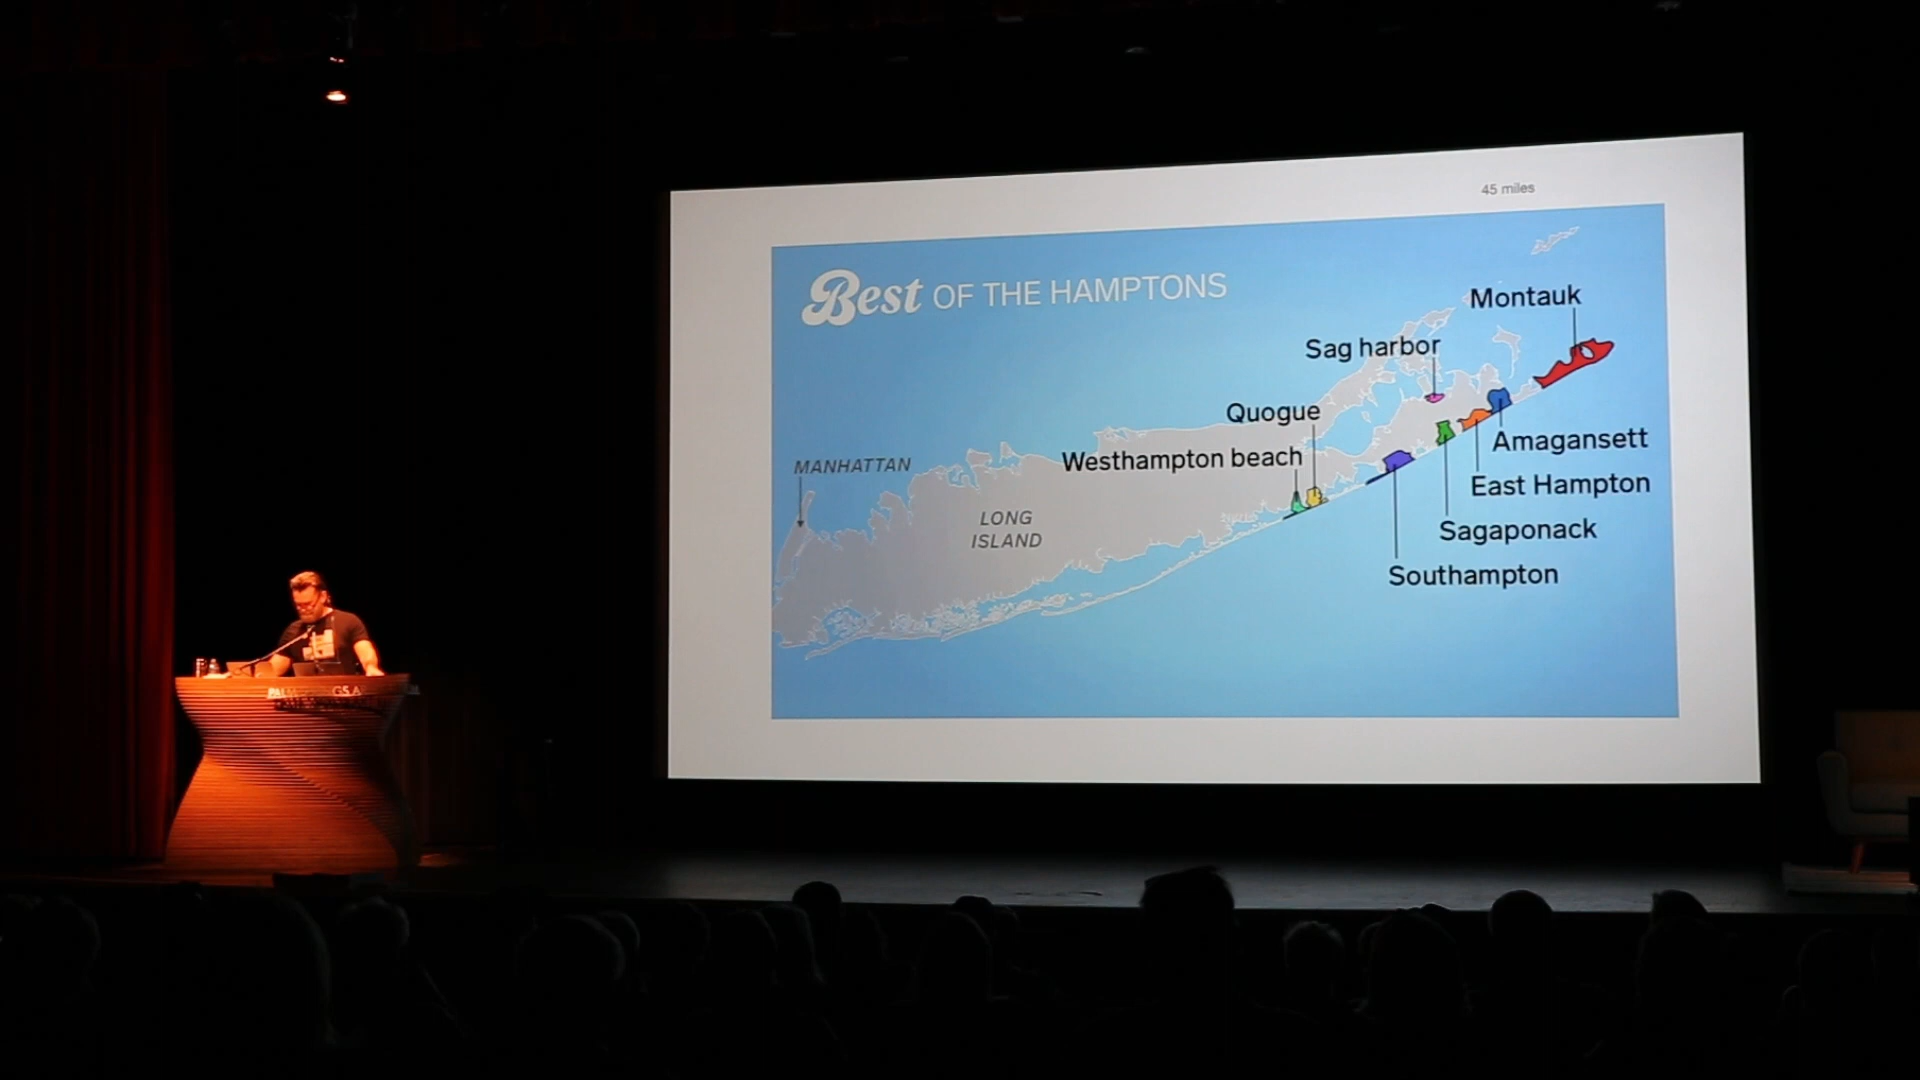 45 miles
Best OF THE HAMPTONS
Montauk
Sag harbor
Quogue
Amagansett
Westhampton beach
MANHATTAN
East Hampton
LONG
ISLAND
Sagaponack
Southampton